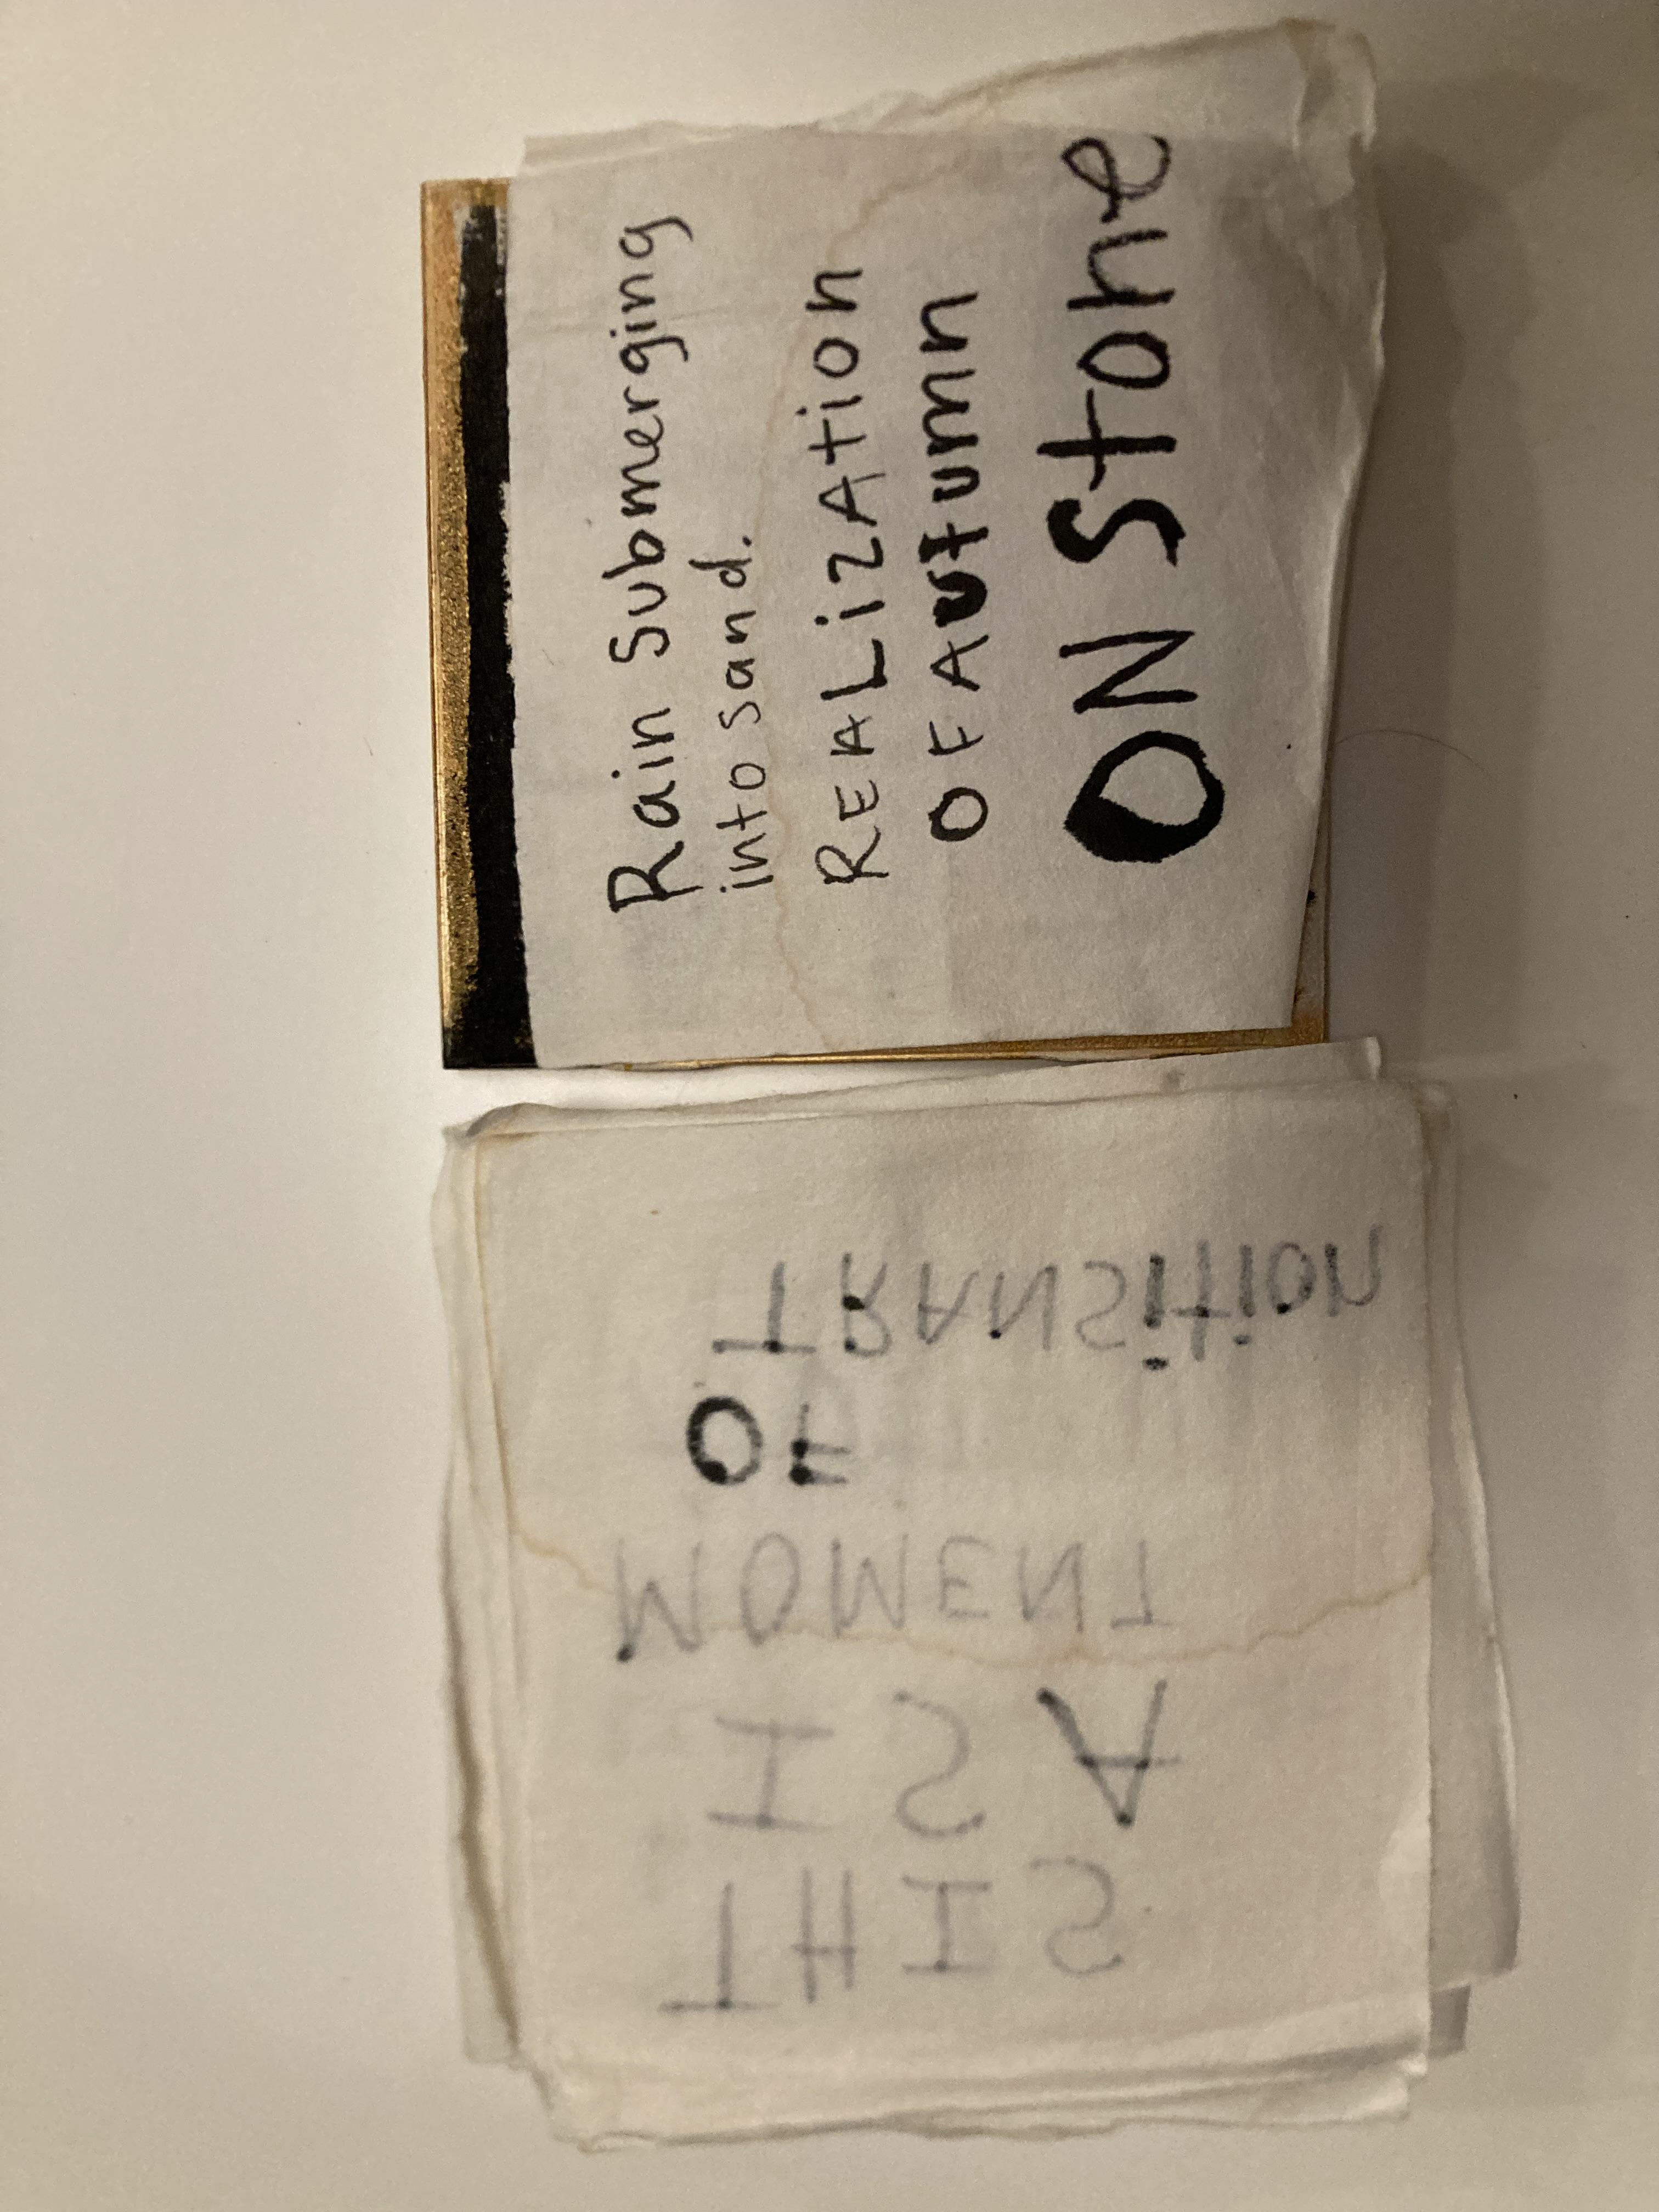 Rain Submerging
into sand.
REALiZAtion
OF AUtumn
ON Stone
THIS
IS A
MOMENT
OF
TRANSition